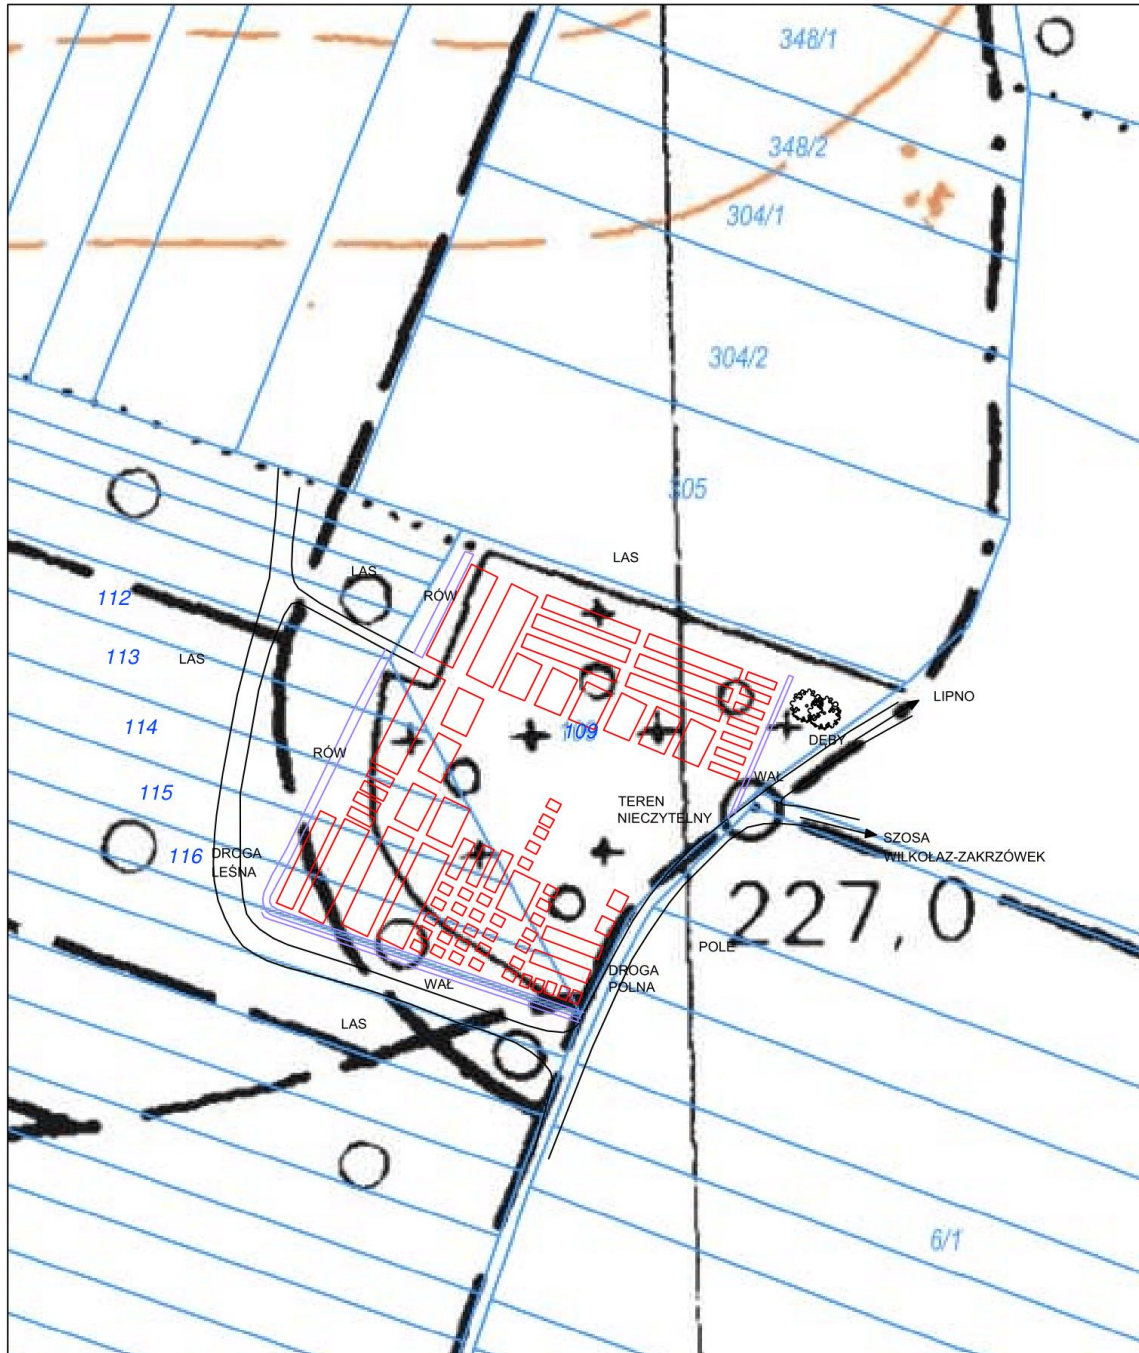 348/1
348/2
304/1
304/2
305
LAS
LAS
112
RÓW
113
LAS
LIPNO
114
109
DĘBY
RÓW
WAŁ
115
TEREN
NIECZYTELNY
SZOSA
WILKOŁAZ-ZAKRZÓWEK
116
DROGA
LEŚNA
227,0
POLE
DROGA
POLNA
WAŁ
LAS
6/1